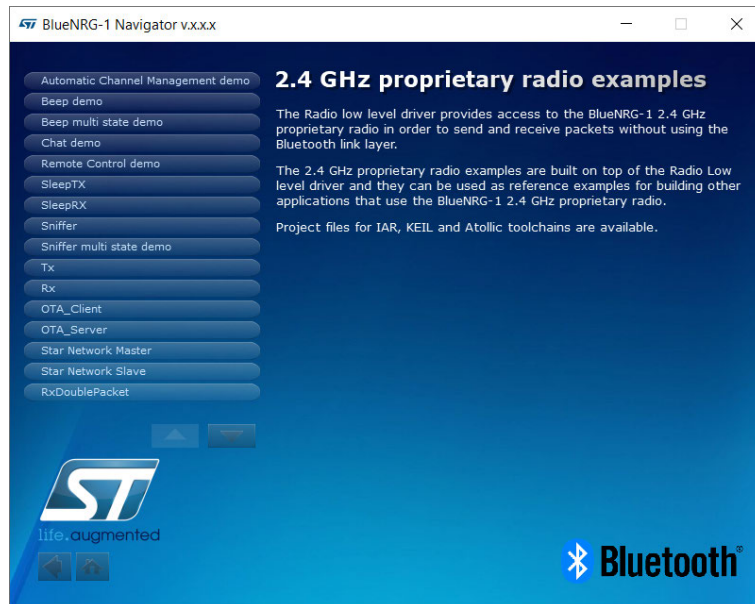 BlueNRG-1 Navigator v.x.x.x
Automatic Channel Management demo
Beep demo
Beep multi state demo
Chat demo
Remote Control demo
SleepTX
SleepRX
Sniffer
Sniffer multi state demo
Tx
Rx
OTA_Client
OTA_Server
Star Network Master
Star Network Slave
RxDoublePacket
2.4 GHz proprietary radio examples
The Radio low level driver provides access to the BlueNRG-1 2.4 GHz
proprietary radio in order to send and receive packets without using the
Bluetooth link layer.
The 2.4 GHz proprietary radio examples are built on top of the Radio Low
level driver and they can be used as reference examples for building other
applications that use the BlueNRG-1 2.4 GHz proprietary radio.
Project files for IAR, KEIL and Atollic toolchains are available.
ST
life.augmented
Bluetooth®